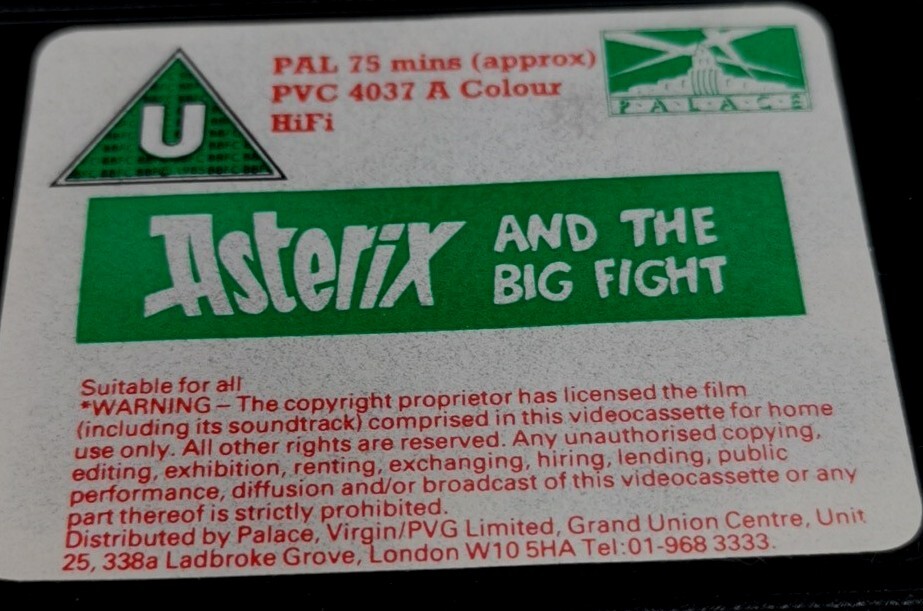 U
PAL 75 mins (approx)
PVC 4037 A Colour
HiFi
PALACE
Asterix AND THE
BIG FIGHT
Suitable for all
*WARNING – The copyright proprietor has licensed the film
(including its soundtrack) comprised in this videocassette for home
use only. All other rights are reserved. Any unauthorised copying,
editing, exhibition, renting, exchanging, hiring, lending, public
performance, diffusion and/or broadcast of this videocassette or any
part thereof is strictly prohibited.
Distributed by Palace, Virgin/PVG Limited, Grand Union Centre, Unit
25, 338a Ladbroke Grove, London W10 5HA Tel:01-968 3333.